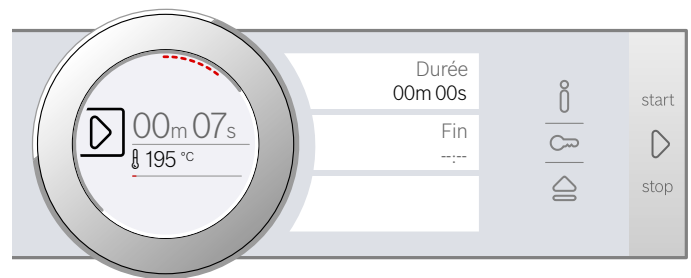 00m 07s
195 °C
Durée
00m 00s
Fin
--:--
start
stop